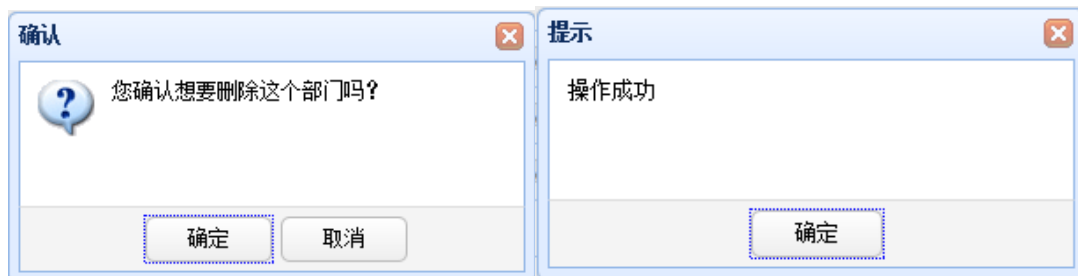 确认
您确认想要删除这个部门吗?
确定
取消
提示
操作成功
确定